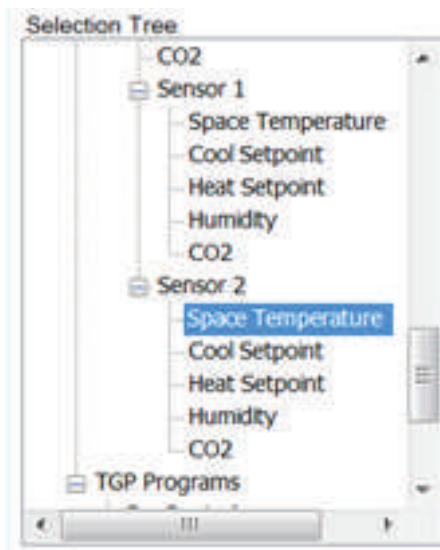 Selection Tree
CO2
Sensor 1
Space Temperature
Cool Setpoint
Heat Setpoint
Humidity
CO2
Sensor 2
Space Temperature
Cool Setpoint
Heat Setpoint
Humidity
CO2
TGP Programs